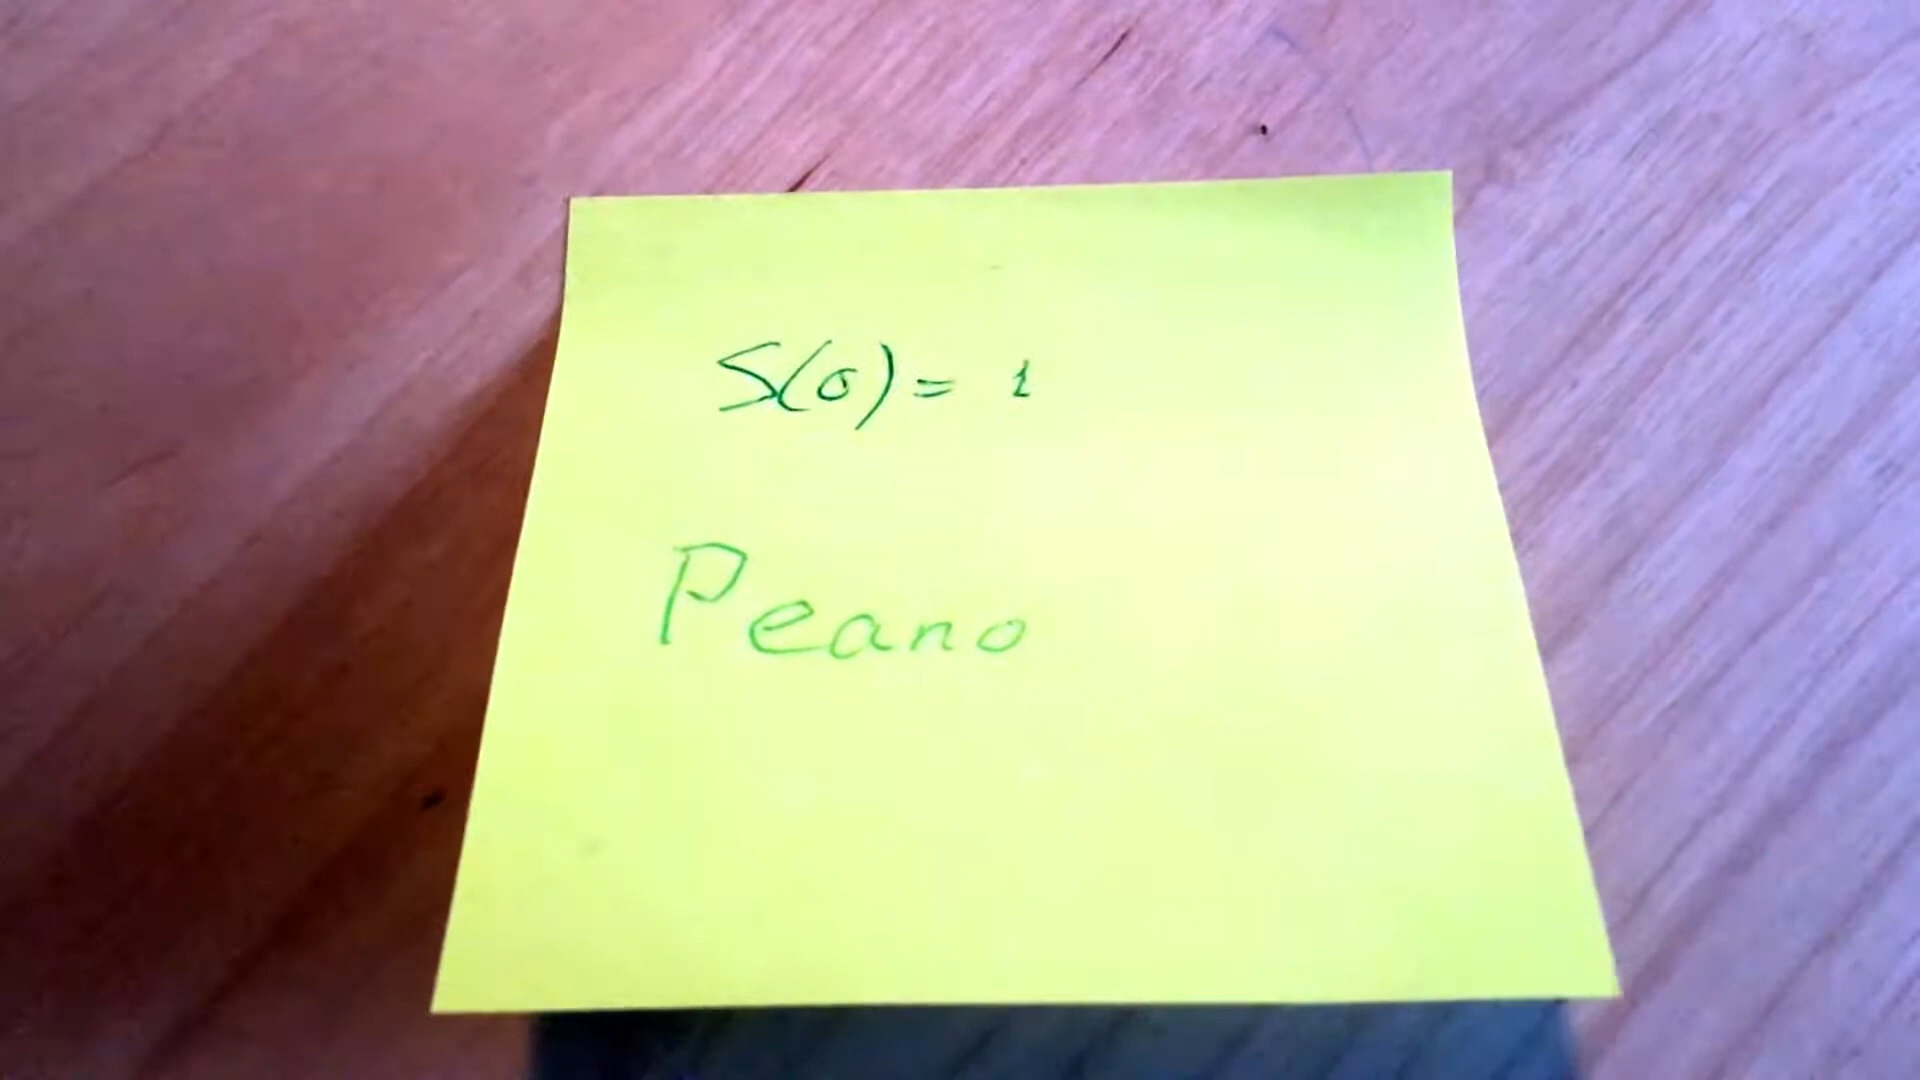 S(0) = 1
Peano